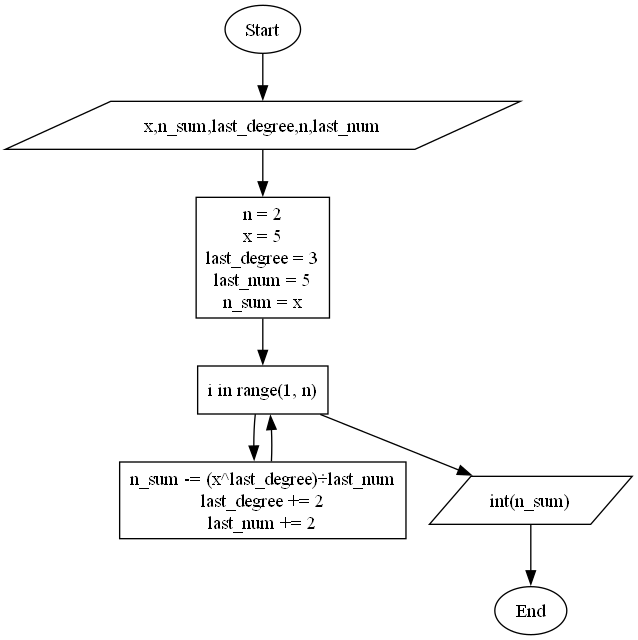 Start
x,n_sum,last_degree,n,last_num
n = 2
x = 5
last_degree = 3
last_num = 5
n_sum = x
i in range(1, n)
n_sum -= (x^last_degree)÷last_num
last_degree += 2
last_num += 2
int(n_sum)
End